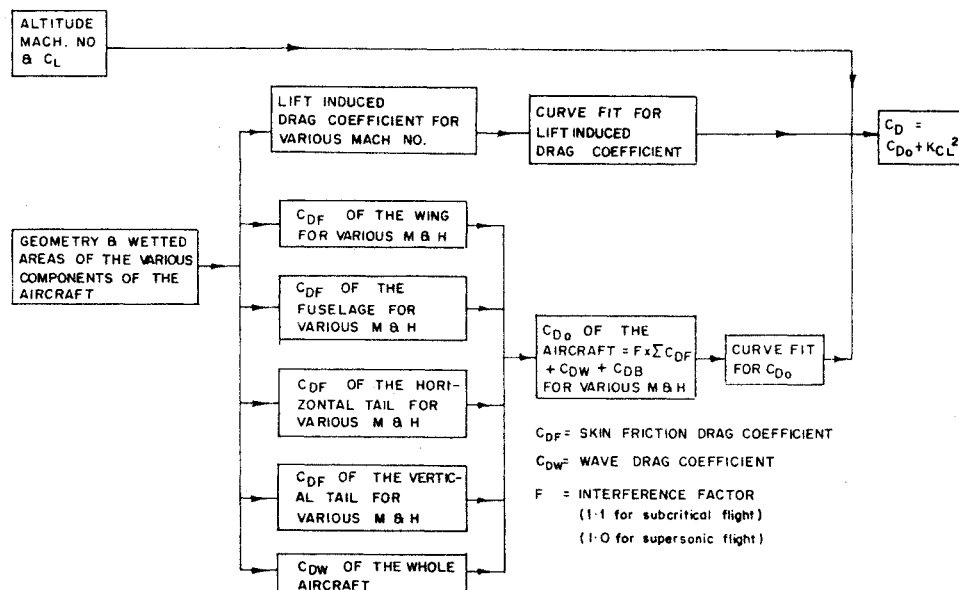 ALTITUDE
MACH. NO
& C_L
LIFT INDUCED
DRAG COEFFICIENT FOR
VARIOUS MACH NO.
CURVE FIT FOR
LIFT INDUCED
DRAG COEFFICIENT
C_D =
C_Do + K_CL²
GEOMETRY & WETTED
AREAS OF THE VARIOUS
COMPONENTS OF THE
AIRCRAFT
C_DF OF THE WING
FOR VARIOUS M & H
C_DF OF THE
FUSELAGE FOR
VARIOUS M & H
C_DF OF THE HORI-
ZONTAL TAIL FOR
VARIOUS M & H
C_DF OF THE VERTIC-
AL TAIL FOR
VARIOUS M & H
C_DW OF THE WHOLE
AIRCRAFT
C_Do OF THE
AIRCRAFT = F×∑C_DF
+ C_DW + C_DB
FOR VARIOUS M & H
CURVE FIT
FOR C_Do
C_DF = SKIN FRICTION DRAG COEFFICIENT
C_DW = WAVE DRAG COEFFICIENT
F = INTERFERENCE FACTOR
(1·1 for subcritical flight)
(1·0 for supersonic flight)